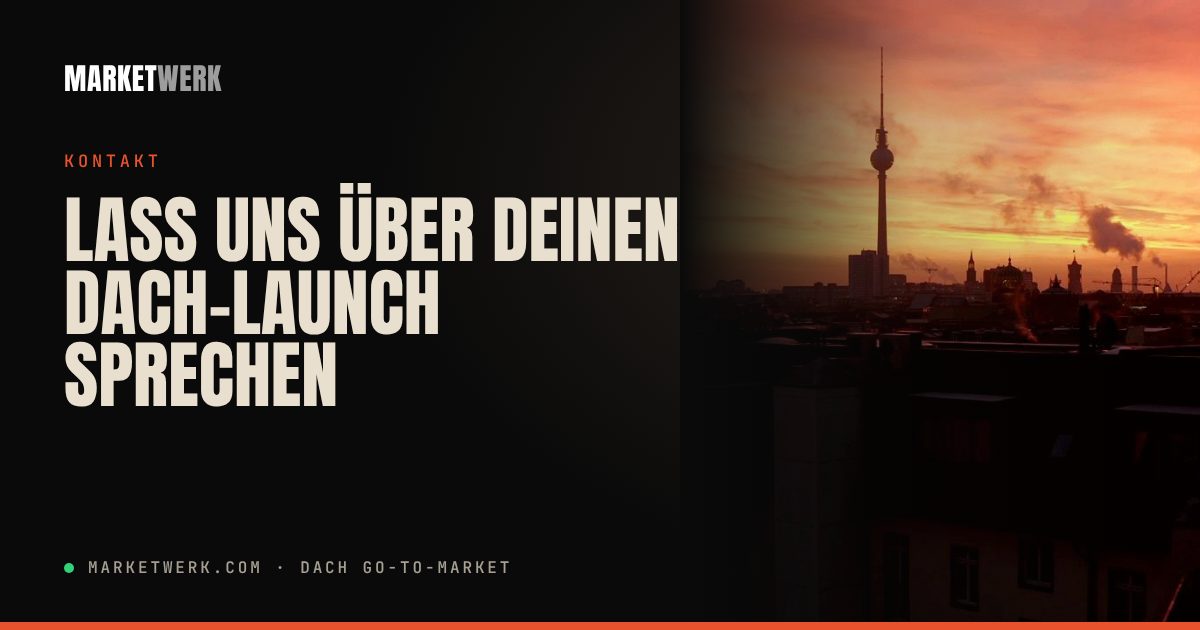 MARKETWERK
KONTAKT
LASS UNS ÜBER DEINEN
DACH-LAUNCH
SPRECHEN
MARKETWERK.COM · DACH GO-TO-MARKET